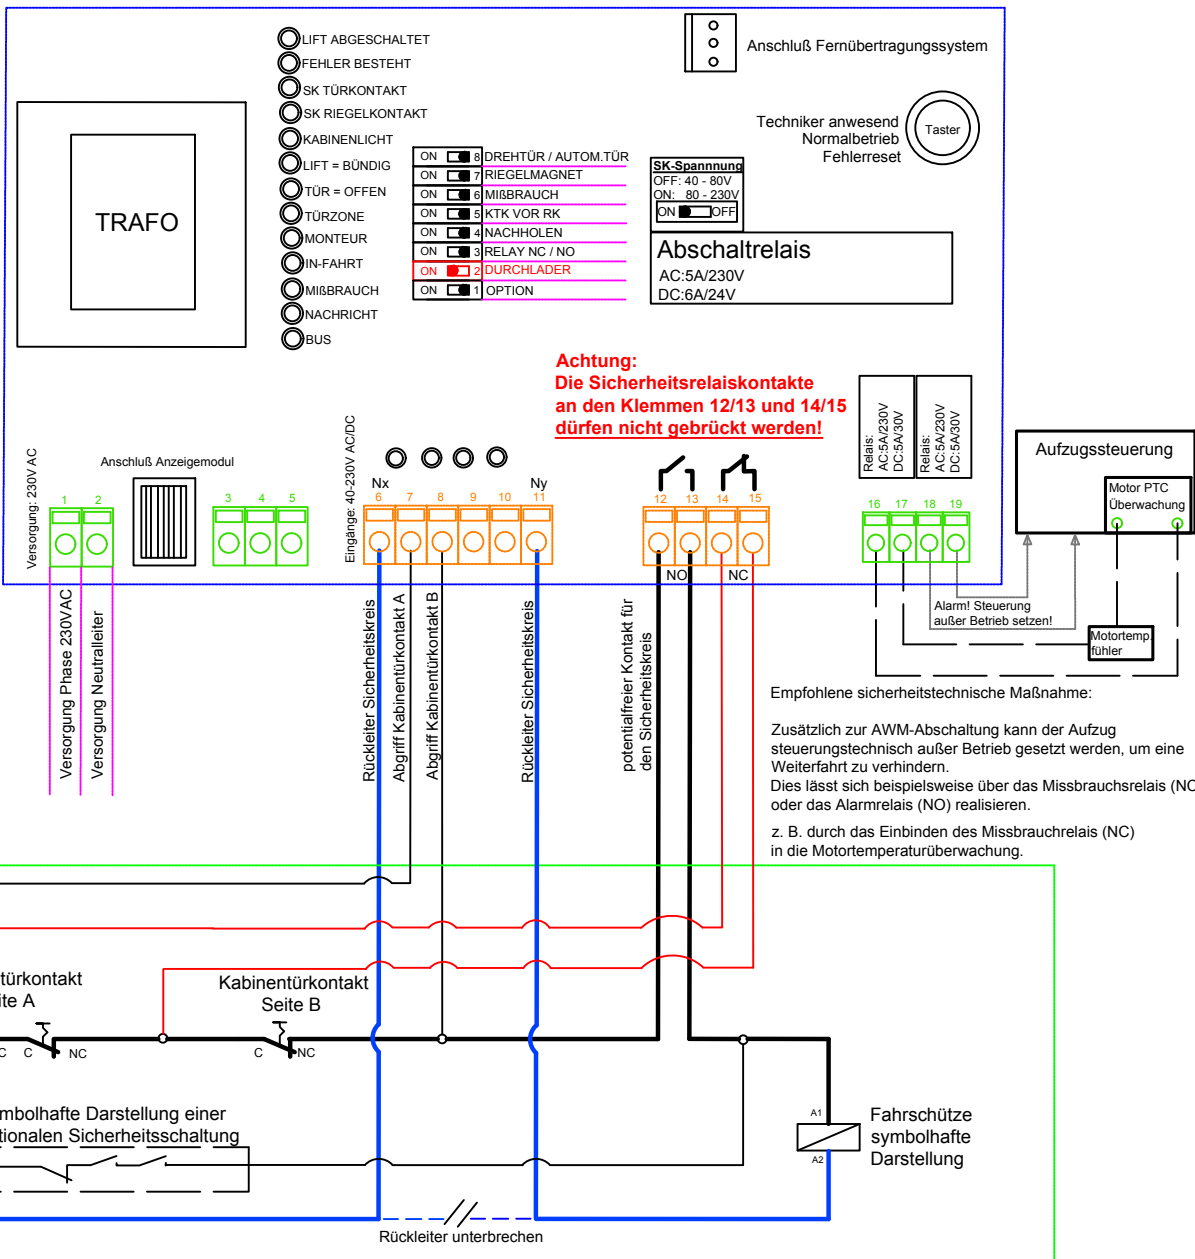 LIFT ABGESCHALTET
FEHLER BESTEHT
SK TÜRKONTAKT
SK RIEGELKONTAKT
KABINENLICHT
LIFT = BÜNDIG
TÜR = OFFEN
TÜRZONE
MONTEUR
IN-FAHRT
MIßBRAUCH
NACHRICHT
BUS
TRAFO
ON 8 DREHTÜR / AUTOM.TÜR
ON 7 RIEGELMAGNET
ON 6 MIßBRAUCH
ON 5 KTK VOR RK
ON 4 NACHHOLEN
ON 3 RELAY NC / NO
ON 2 DURCHLADER
ON 1 OPTION
Anschluß Fernübertragungssystem
Techniker anwesend
Normalbetrieb
Fehlerreset
Taster
SK-Spannnung
OFF: 40 - 80V
ON: 80 - 230V
ON OFF
Abschaltrelais
AC:5A/230V
DC:6A/24V
Achtung:
Die Sicherheitsrelaiskontakte
an den Klemmen 12/13 und 14/15
dürfen nicht gebrückt werden!
Relais:
AC:5A/230V
DC:5A/30V
Relais:
AC:5A/230V
DC:5A/30V
Aufzugssteuerung
Motor PTC
Überwachung
Versorgung: 230V AC
Anschluß Anzeigemodul
Eingänge: 40-230V AC/DC
Nx
Ny
1 2
3 4 5
6 7 8 9 10 11
12 13 14 15
16 17 18 19
NO
NC
Alarm! Steuerung
außer Betrieb setzen!
Motortemp.
fühler
Versorgung Phase 230VAC
Versorgung Neutralleiter
Rückleiter Sicherheitskreis
Abgriff Kabinentürkontakt A
Abgriff Kabinentürkontakt B
Rückleiter Sicherheitskreis
potentialfreier Kontakt für
den Sicherheitskreis
Empfohlene sicherheitstechnische Maßnahme:
Zusätzlich zur AWM-Abschaltung kann der Aufzug
steuerungstechnisch außer Betrieb gesetzt werden, um eine
Weiterfahrt zu verhindern.
Dies lässt sich beispielsweise über das Missbrauchsrelais (NC
oder das Alarmrelais (NO) realisieren.
z. B. durch das Einbinden des Missbrauchrelais (NC)
in die Motortemperaturüberwachung.
türkontakt
ite A
Kabinentürkontakt
Seite B
C C NC
C NC
mbolhafte Darstellung einer
tionalen Sicherheitsschaltung
A1
A2
Fahrschütze
symbolhafte
Darstellung
Rückleiter unterbrechen